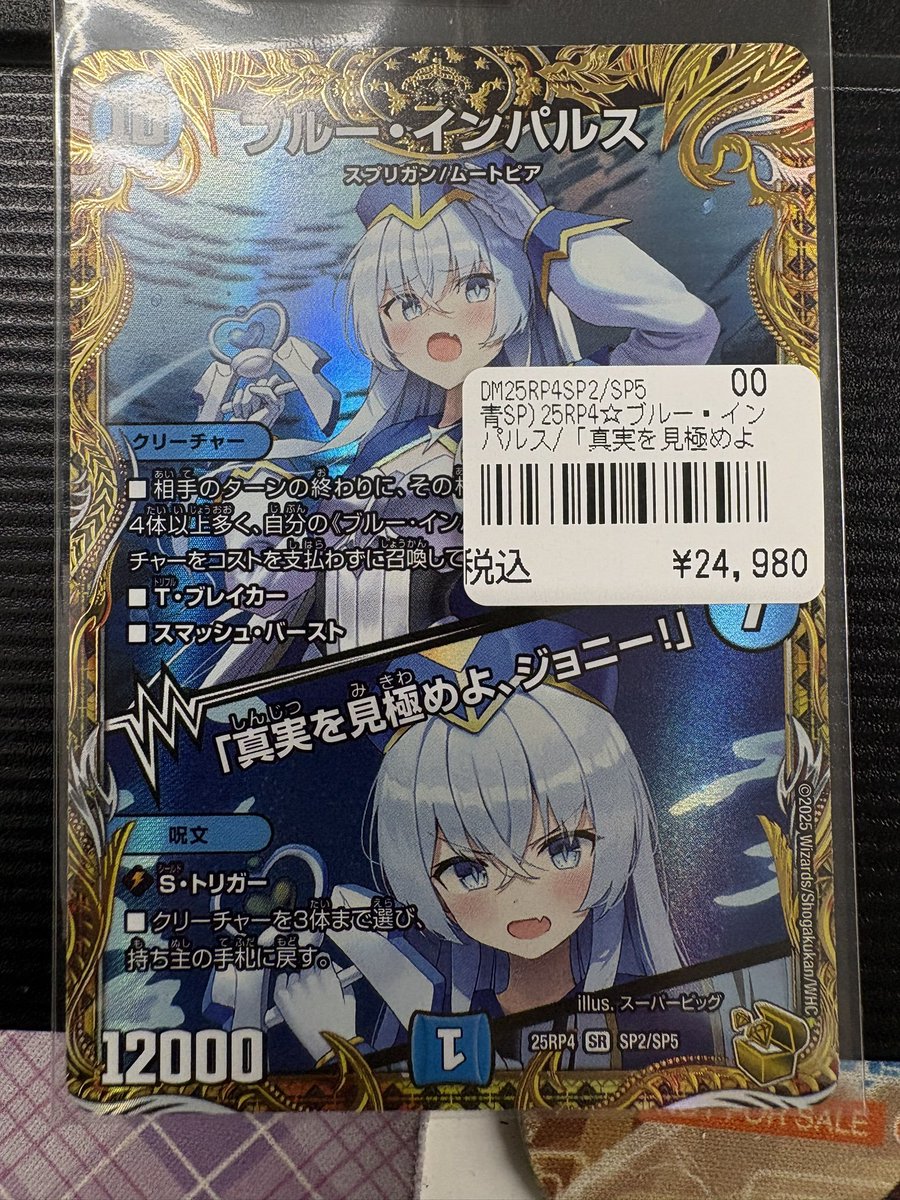 ブルー・インパルス
スプリガン/ムートピア
クリーチャー
■相手のターンの終わりに、その
4体以上多く、自分の《ブルー・イン
チャーをコストを支払わずに召喚して
■T・ブレイカー
■スマッシュ・バースト
DM25RP4SP2/SP5 00
青SP)25RP4☆ブルー・イン
パルス/「真実を見極めよ
税込 ¥24,980
7
「真実を見極めよ、ジョニー!」
呪文
S・トリガー
■クリーチャーを3体まで選び、
持ち主の手札に戻す。
©2025 Wizards/Shogakukan/WHC
illus. スーパーピッグ
12000
1
25RP4 SR SP2/SP5
FOR SALE